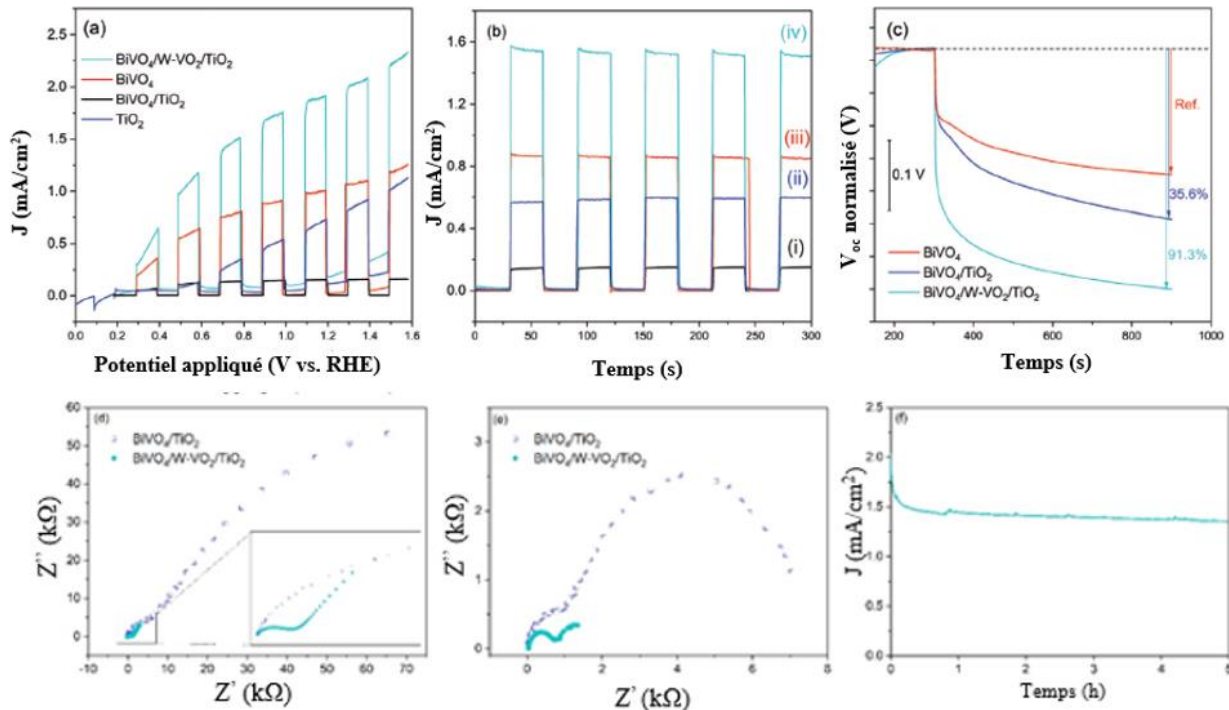 (a)
BiVO₄/W-VO₂/TiO₂
BiVO₄
BiVO₄/TiO₂
TiO₂
J (mA/cm²)
2.5
2.0
1.5
1.0
0.5
0.0
0.0 0.2 0.4 0.6 0.8 1.0 1.2 1.4 1.6
Potentiel appliqué (V vs. RHE)
(b)
(iv)
(iii)
(ii)
(i)
J (mA/cm²)
1.6
1.2
0.8
0.4
0.0
0 50 100 150 200 250 300
Temps (s)
(c)
Ref.
0.1 V
35.6%
91.3%
BiVO₄
BiVO₄/TiO₂
BiVO₄/W-VO₂/TiO₂
Voc normalisé (V)
200 400 600 800 1000
Temps (s)
(d)
BiVO₄/TiO₂
BiVO₄/W-VO₂/TiO₂
Z'' (kΩ)
60
50
40
30
20
10
0
-10 0 10 20 30 40 50 60 70
Z' (kΩ)
(e)
BiVO₄/TiO₂
BiVO₄/W-VO₂/TiO₂
Z'' (kΩ)
3
2
1
0
0 2 4 6 8
Z' (kΩ)
(f)
J (mA/cm²)
2.5
2.0
1.5
1.0
0.5
0.0
0 1 2 3 4 5
Temps (h)